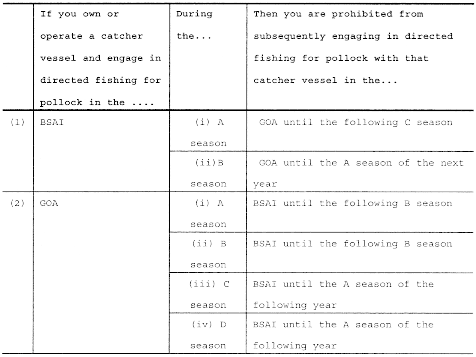 If you own or
operate a catcher
vessel and engage in
directed fishing for
pollock in the ....
During
the...
Then you are prohibited from
subsequently engaging in directed
fishing for pollock with that
catcher vessel in the...
(1)
BSAI
(i) A
season
GOA until the following C season
(ii)B
season
GOA until the A season of the next
year
(2)
GOA
(i) A
season
BSAI until the following B season
(ii) B
season
BSAI until the following B season
(iii) C
season
BSAI until the A season of the
following year
(iv) D
season
BSAI until the A season of the
following year